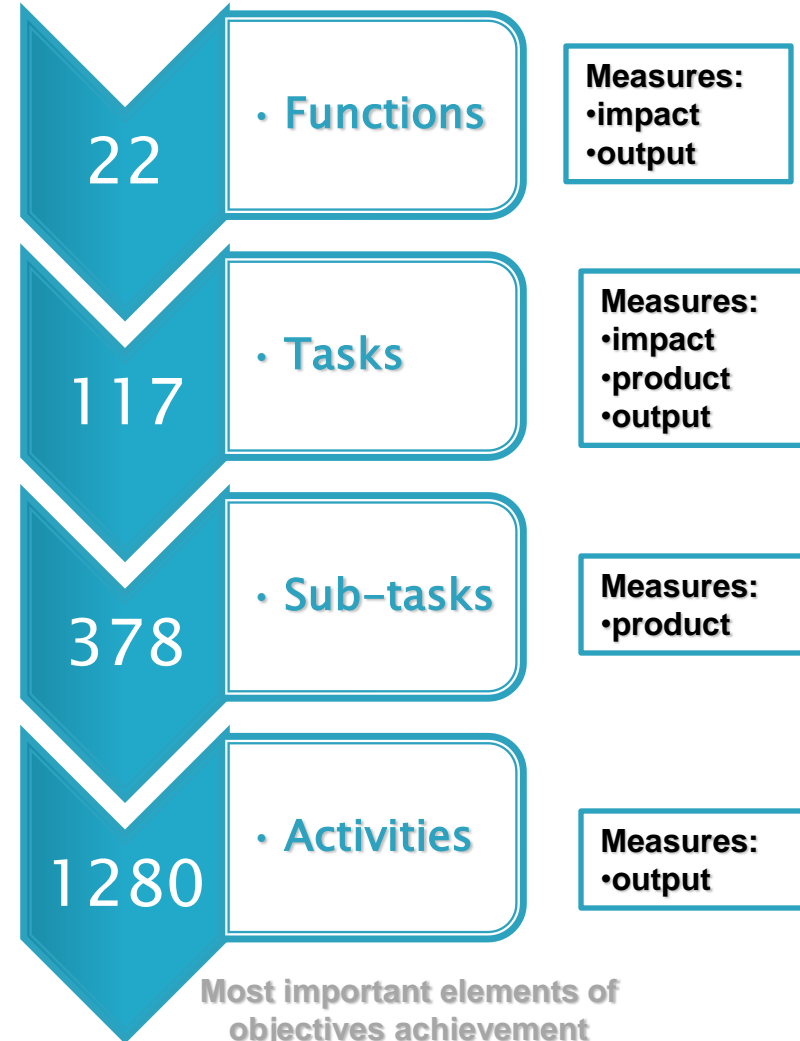 22
• Functions
Measures:
•impact
•output
117
• Tasks
Measures:
•impact
•product
•output
378
• Sub-tasks
Measures:
•product
1280
• Activities
Measures:
•output
Most important elements of
objectives achievement